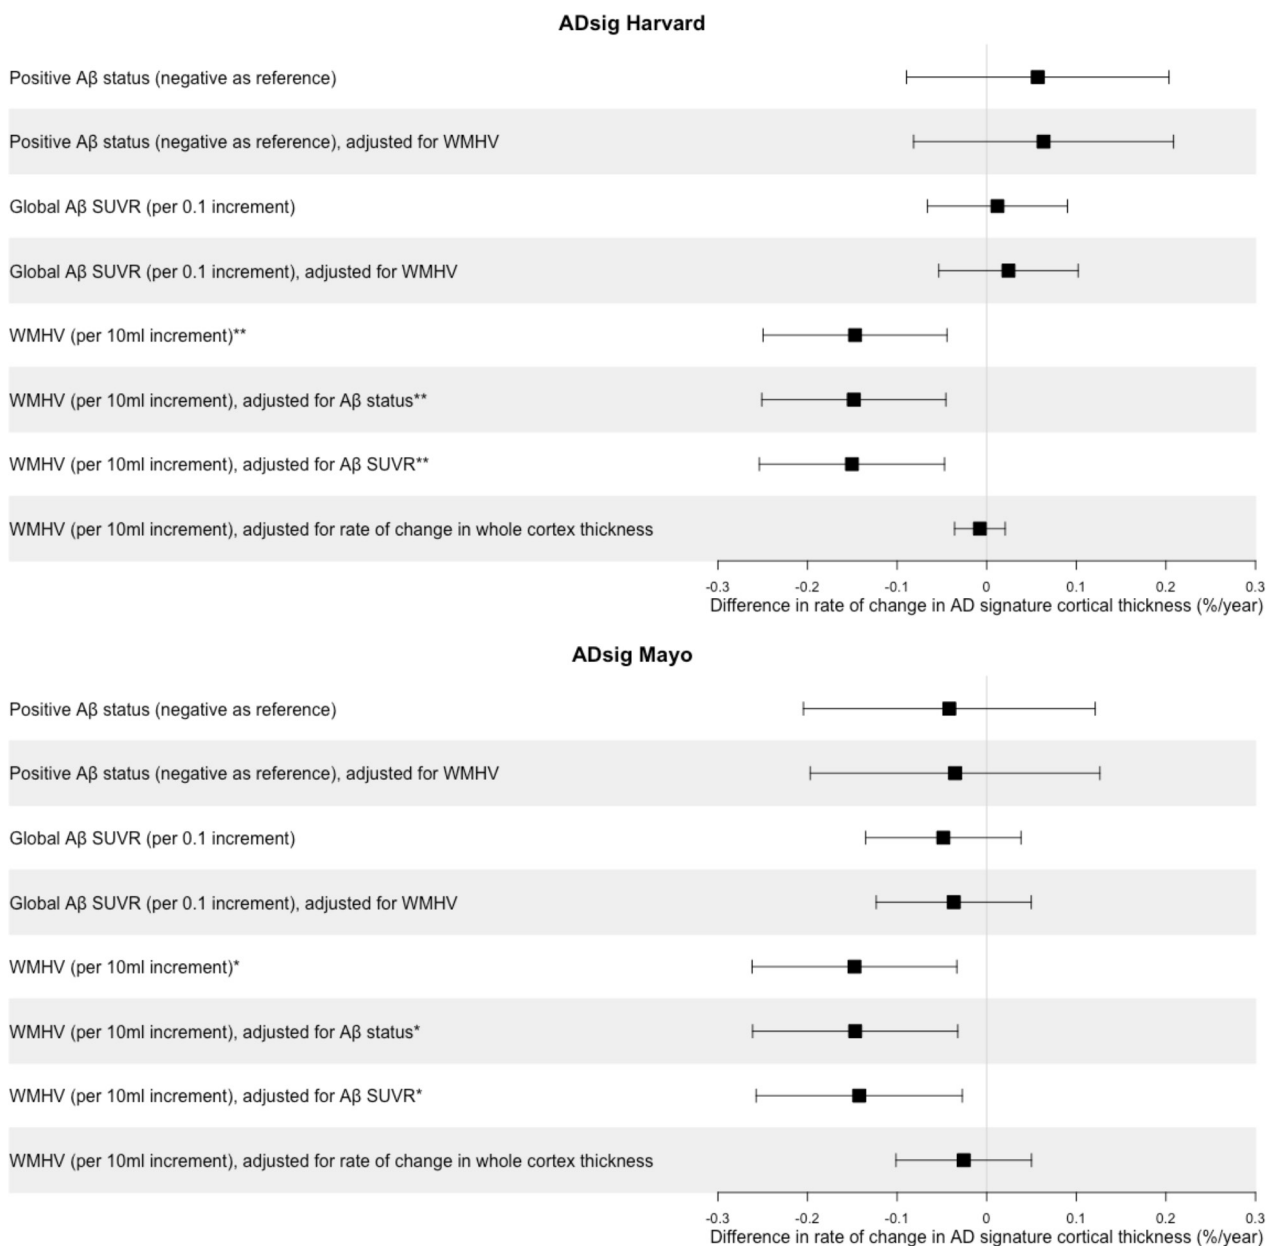 ADsig Harvard
Positive Aβ status (negative as reference)
Positive Aβ status (negative as reference), adjusted for WMHV
Global Aβ SUVR (per 0.1 increment)
Global Aβ SUVR (per 0.1 increment), adjusted for WMHV
WMHV (per 10ml increment)**
WMHV (per 10ml increment), adjusted for Aβ status**
WMHV (per 10ml increment), adjusted for Aβ SUVR**
WMHV (per 10ml increment), adjusted for rate of change in whole cortex thickness
-0.3 -0.2 -0.1 0 0.1 0.2 0.3
Difference in rate of change in AD signature cortical thickness (%/year)
ADsig Mayo
Positive Aβ status (negative as reference)
Positive Aβ status (negative as reference), adjusted for WMHV
Global Aβ SUVR (per 0.1 increment)
Global Aβ SUVR (per 0.1 increment), adjusted for WMHV
WMHV (per 10ml increment)*
WMHV (per 10ml increment), adjusted for Aβ status*
WMHV (per 10ml increment), adjusted for Aβ SUVR*
WMHV (per 10ml increment), adjusted for rate of change in whole cortex thickness
-0.3 -0.2 -0.1 0 0.1 0.2 0.3
Difference in rate of change in AD signature cortical thickness (%/year)